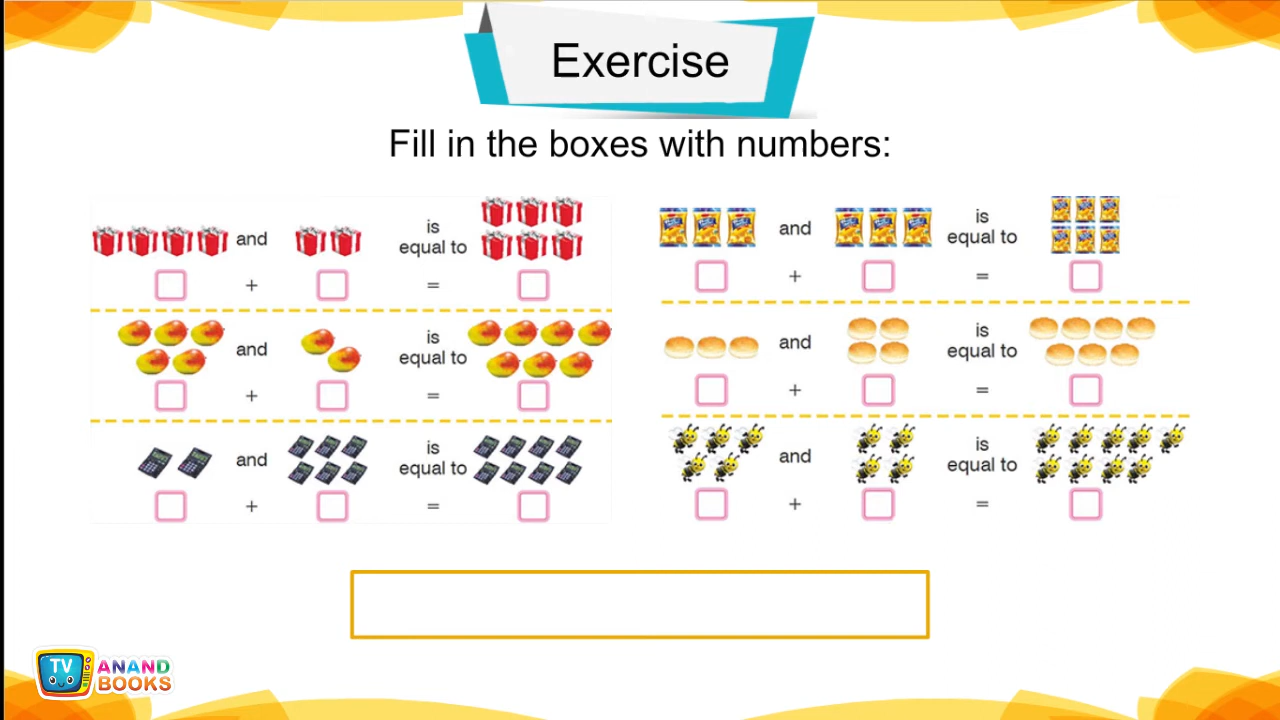 Exercise
Fill in the boxes with numbers:
and is equal to
+ =
and is equal to
+ =
and is equal to
+ =
and is equal to
+ =
and is equal to
+ =
and is equal to
+ =
TV ANAND BOOKS